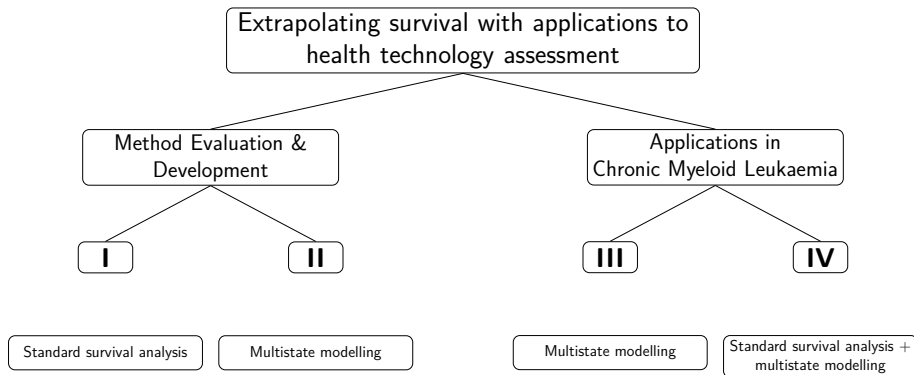 Extrapolating survival with applications to
health technology assessment
Method Evaluation &
Development
Applications in
Chronic Myeloid Leukaemia
I
II
III
IV
Standard survival analysis
Multistate modelling
Multistate modelling
Standard survival analysis +
multistate modelling